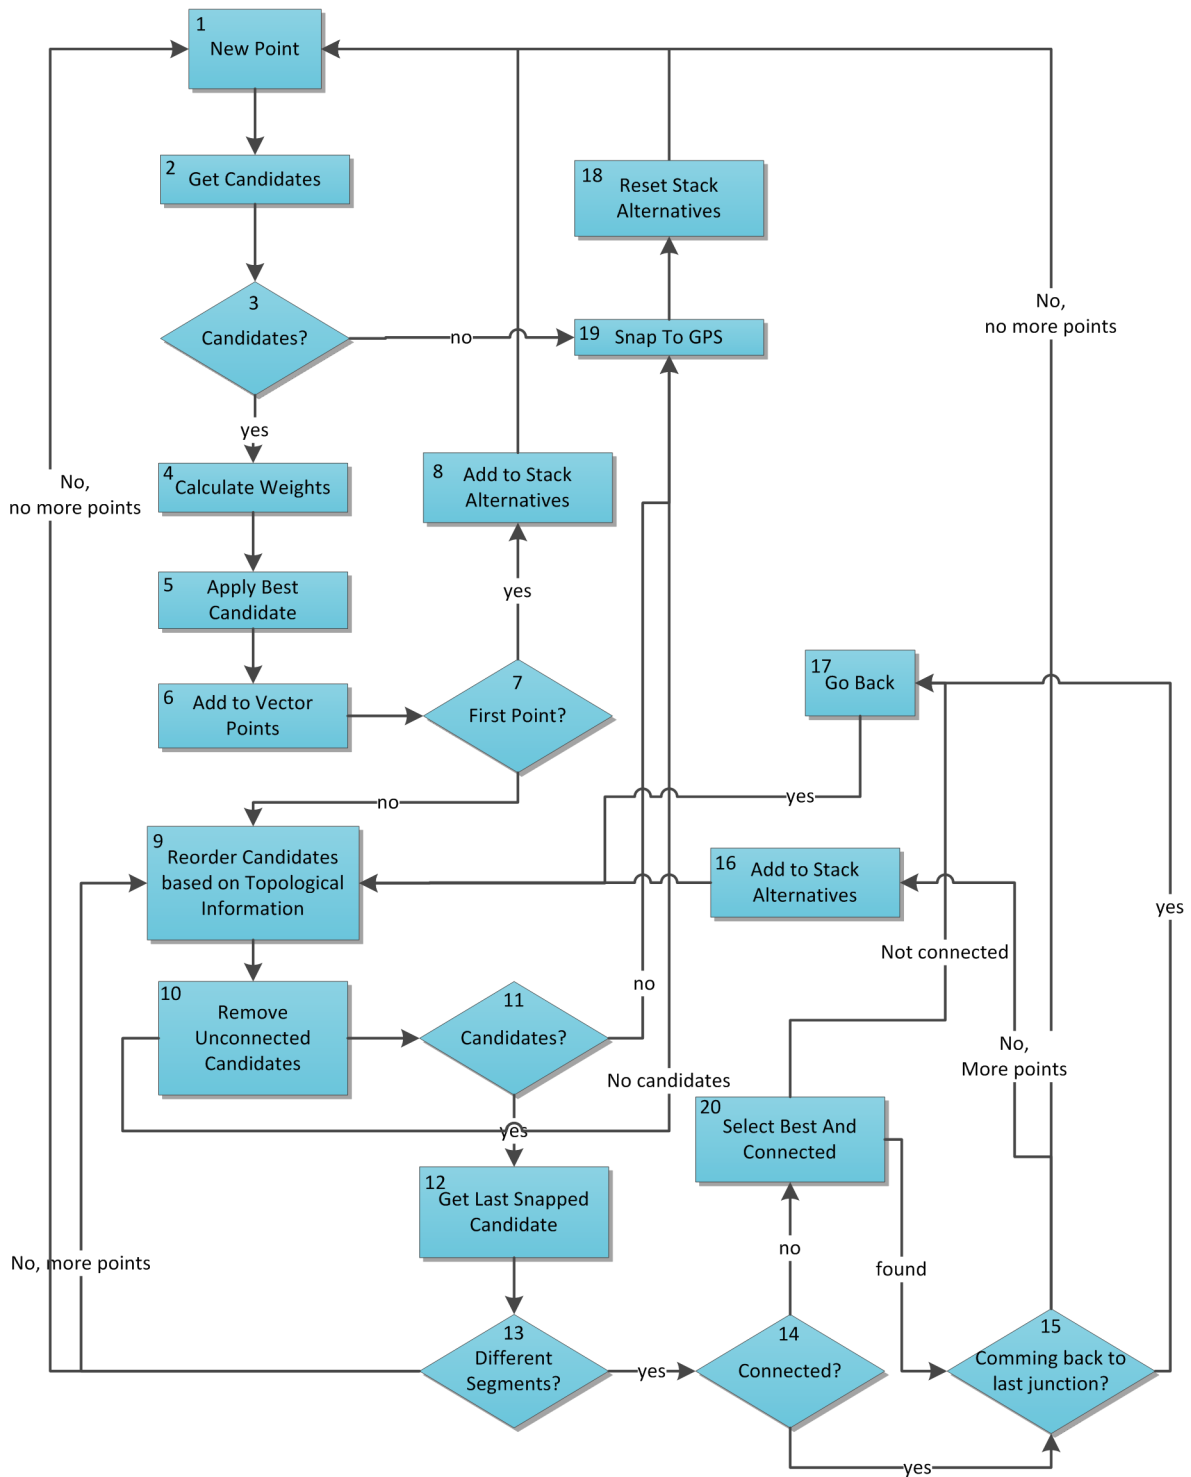 1
New Point
2
Get Candidates
18
Reset Stack
Alternatives
3
Candidates?
no
19
Snap To GPS
No,
no more points
yes
4
Calculate Weights
8
Add to Stack
Alternatives
No,
no more points
5
Apply Best
Candidate
yes
6
Add to Vector
Points
7
First Point?
17
Go Back
no
yes
9
Reorder Candidates
based on Topological
Information
16
Add to Stack
Alternatives
yes
Not connected
10
Remove
Unconnected
Candidates
11
Candidates?
no
No,
More points
No candidates
yes
20
Select Best And
Connected
12
Get Last Snapped
Candidate
No, more points
no
found
13
Different
Segments?
yes
14
Connected?
15
Comming back to
last junction?
yes